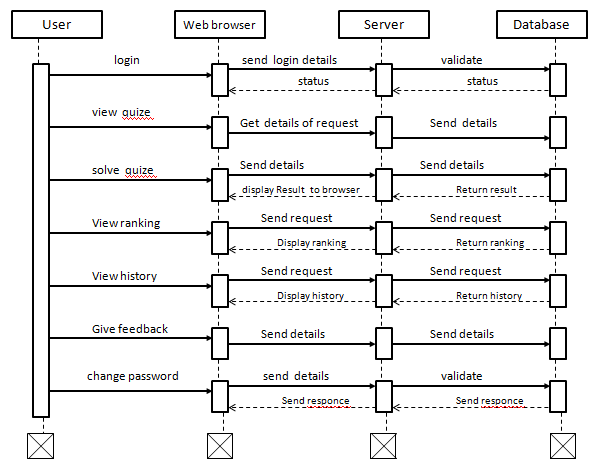 User
Web browser
Server
Database
login
send login details
validate
status
status
view quize
Get details of request
Send details
solve quize
Send details
Send details
display Result to browser
Return result
View ranking
Send request
Send request
Display ranking
Return ranking
View history
Send request
Send request
Display history
Return history
Give feedback
Send details
Send details
change password
send details
validate
Send responce
Send responce